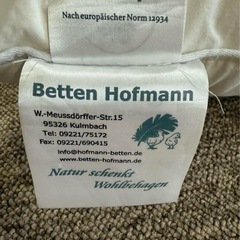 Nach europäischer Norm 12934
Betten Hofmann
W.-Meussdörffer-Str.15
95326 Kulmbach
Tel: 09221/75172
Fax: 09221/690415
info@hofmann-betten.de
www.betten-hofmann.de
Natur schenkt
Wohlbehagen